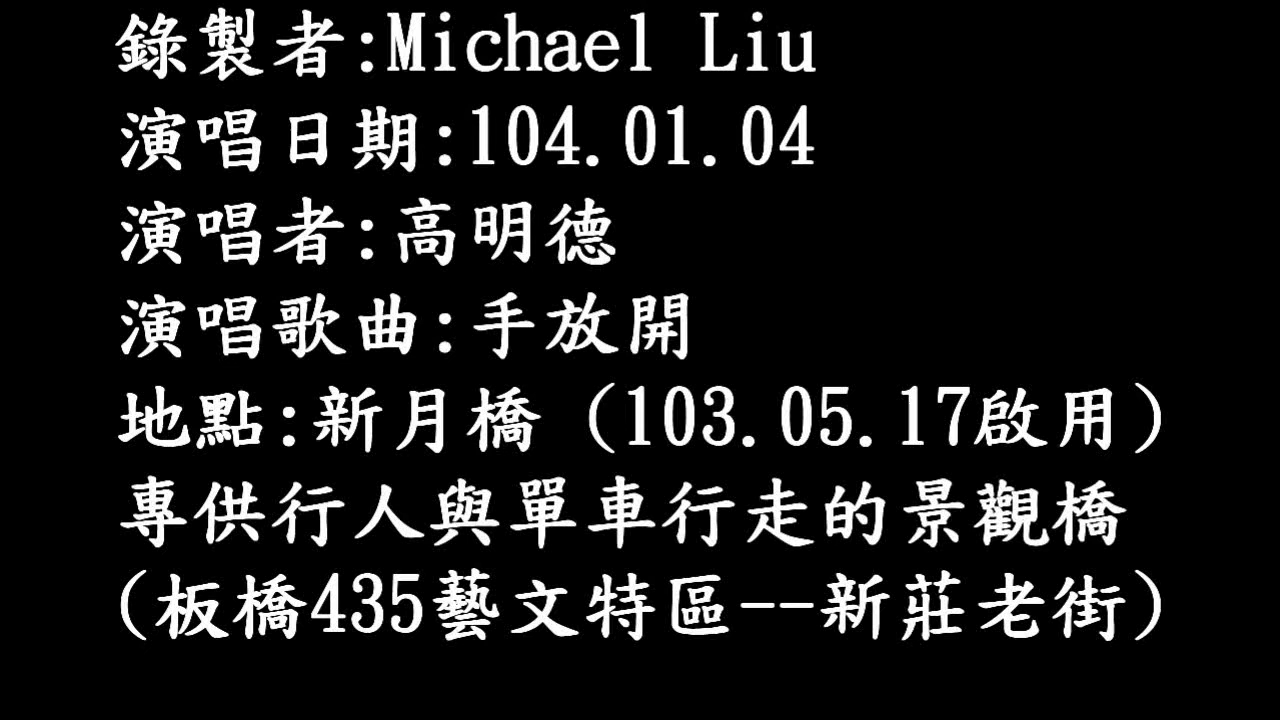 錄製者:Michael Liu
演唱日期:104.01.04
演唱者:高明德
演唱歌曲:手放開
地點:新月橋 (103.05.17啟用)
專供行人與單車行走的景觀橋
(板橋435藝文特區--新莊老街)